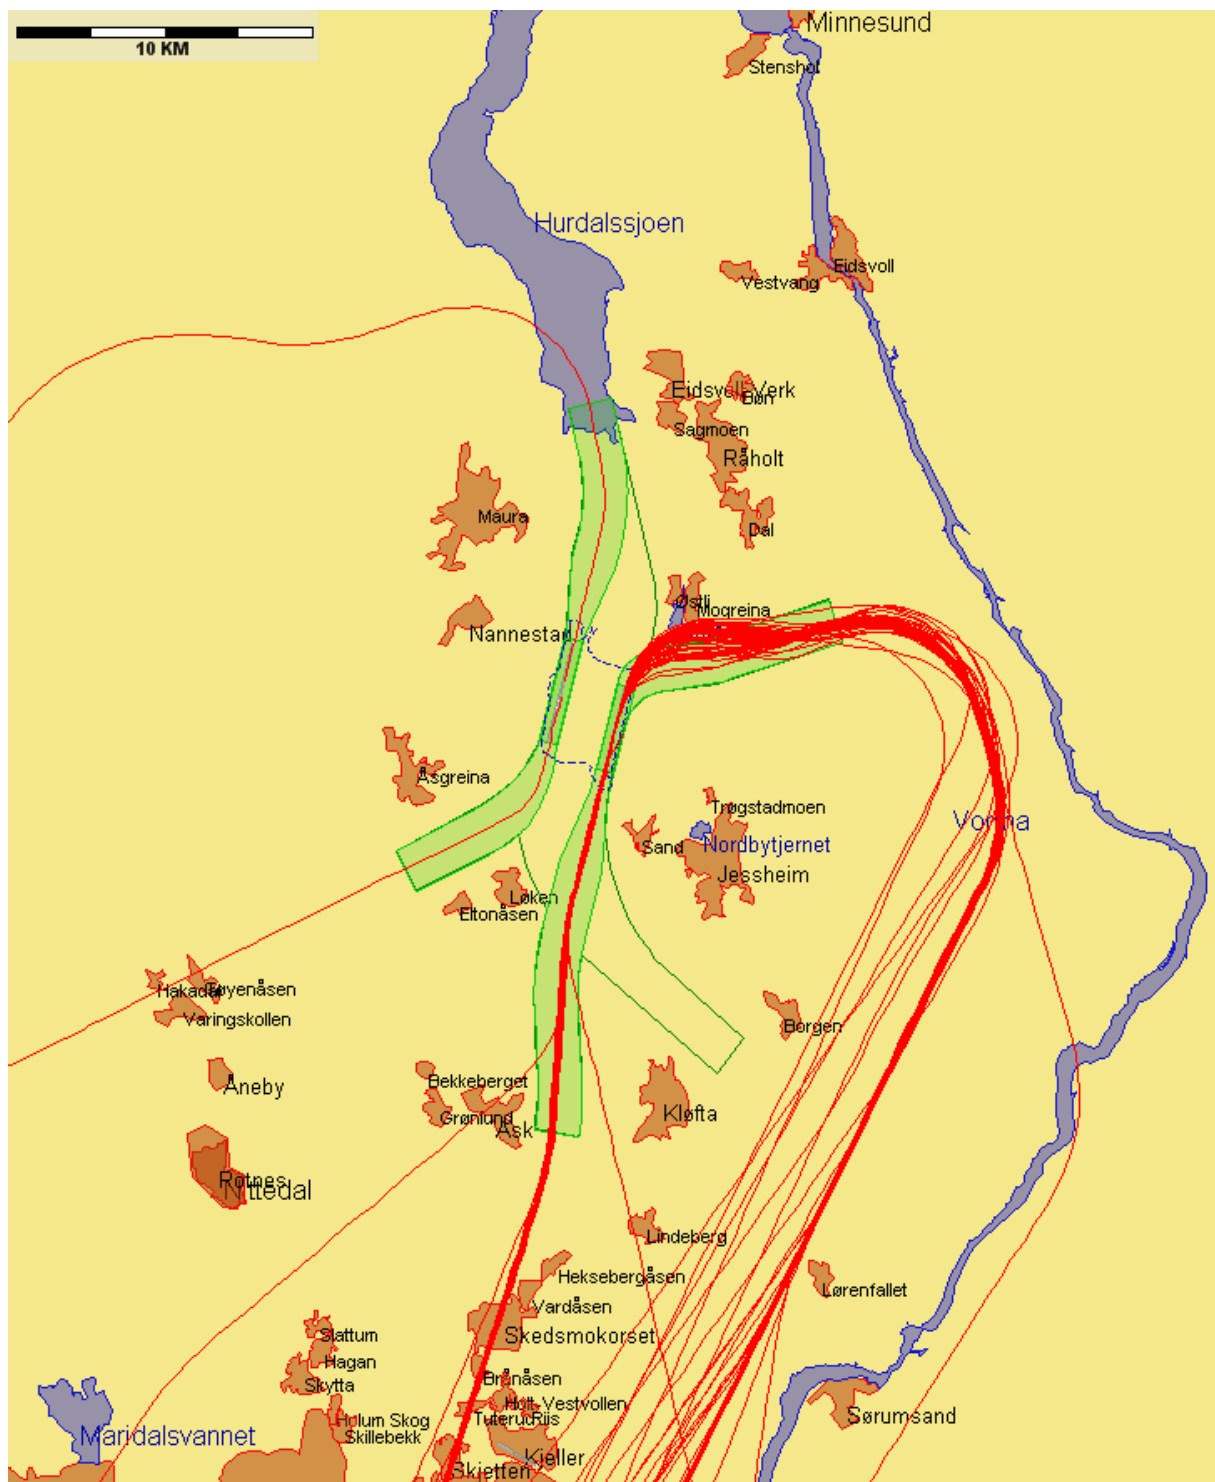 Minnesund
10 KM
Stenshol
Hurdalssjoen
Eidsvoll
Vestvang
Eidsvoll Verk
Bøn
Sagmoen
Råholt
Maura
Dal
Østli
Mogreina
Nannestad
Åsgreina
Trøgstadmoen
Vorma
Sand
Nordbytjernet
Jessheim
Løken
Eltonåsen
Hakadal
Tøyenåsen
Varingskollen
Borgen
Åneby
Bekkeberget
Grønlund
Ask
Kløfta
Rotnes
Nittedal
Lindeberg
Heksebergåsen
Lørenfallet
Vardåsen
Slattum
Skedsmokorset
Hagan
Brånåsen
Skytta
Holt-Vestvollen
Holum Skog
Tuterud
Riis
Sørumsand
Maridalsvannet
Skillebekk
Kjeller
Skjetten